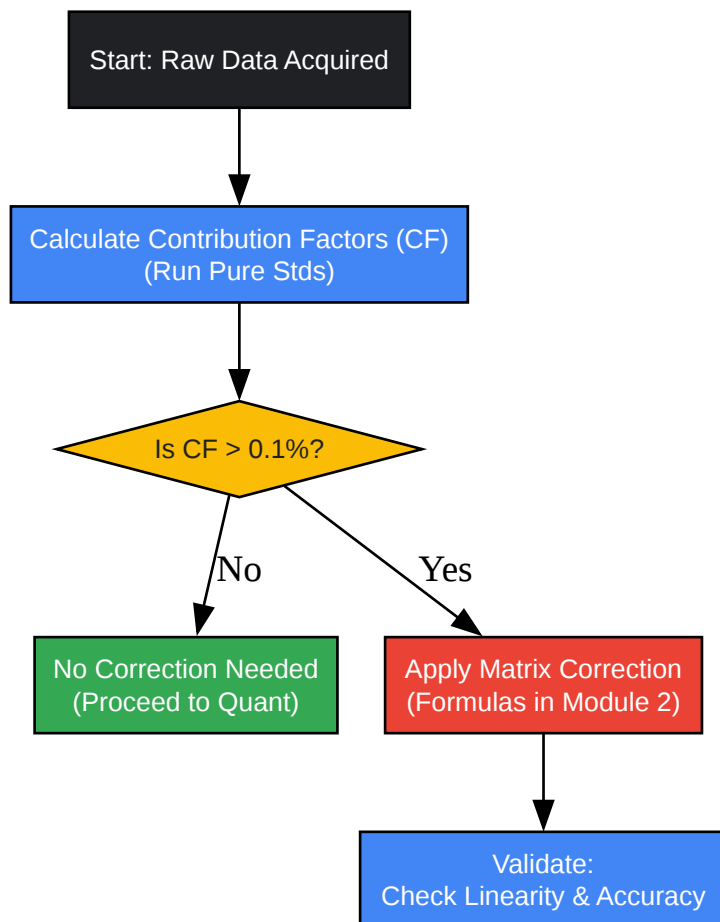 Start: Raw Data Acquired
Calculate Contribution Factors (CF)
(Run Pure Stds)
Is CF > 0.1%?
No
Yes
No Correction Needed
(Proceed to Quant)
Apply Matrix Correction
(Formulas in Module 2)
Validate:
Check Linearity & Accuracy